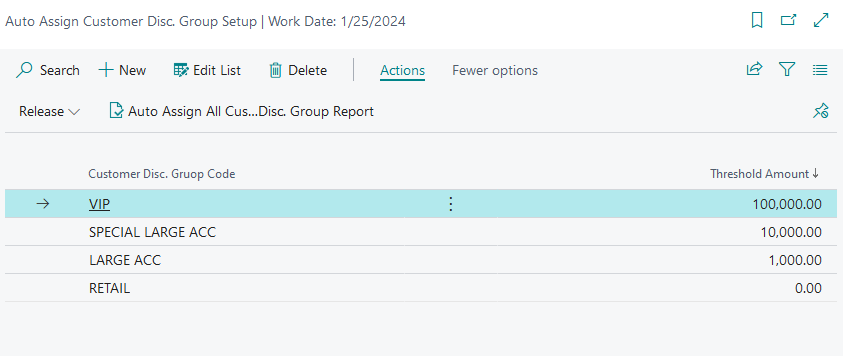 Auto Assign Customer Disc. Group Setup | Work Date: 1/25/2024
Search New Edit List Delete Actions Fewer options
Release Auto Assign All Cus...Disc. Group Report
Customer Disc. Gruop Code Threshold Amount ↓
VIP 100,000.00
SPECIAL LARGE ACC 10,000.00
LARGE ACC 1,000.00
RETAIL 0.00